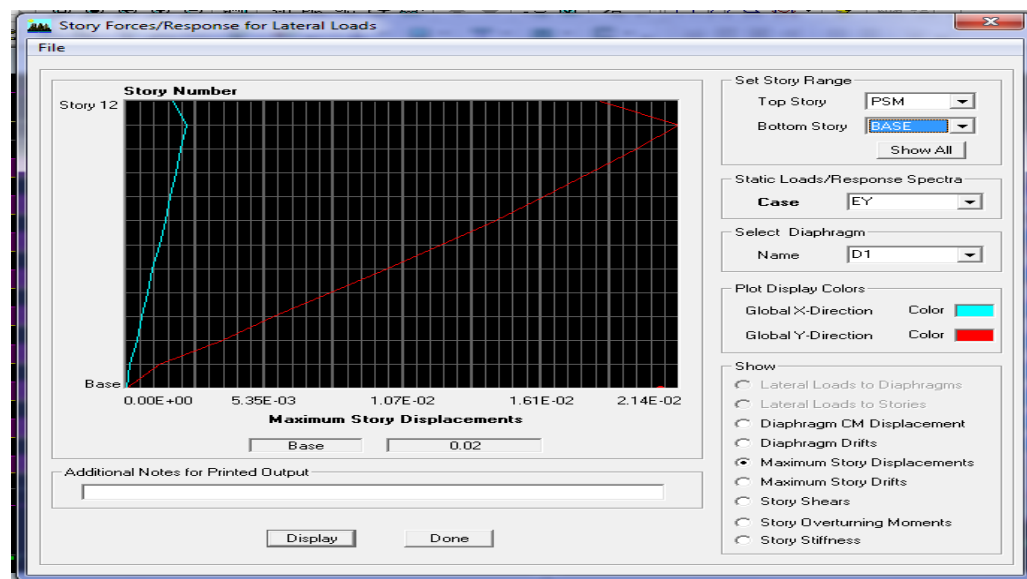 Story Forces/Response for Lateral Loads
File
Story Number
Story 12
Base
0.00E+00 5.35E-03 1.07E-02 1.61E-02 2.14E-02
Maximum Story Displacements
Base 0.02
Additional Notes for Printed Output
Display Done
Set Story Range
Top Story PSM
Bottom Story BASE
Show All
Static Loads/Response Spectra
Case EY
Select Diaphragm
Name D1
Plot Display Colors
Global X-Direction Color
Global Y-Direction Color
Show
Lateral Loads to Diaphragms
Lateral Loads to Stories
Diaphragm CM Displacement
Diaphragm Drifts
Maximum Story Displacements
Maximum Story Drifts
Story Shears
Story Overturning Moments
Story Stiffness